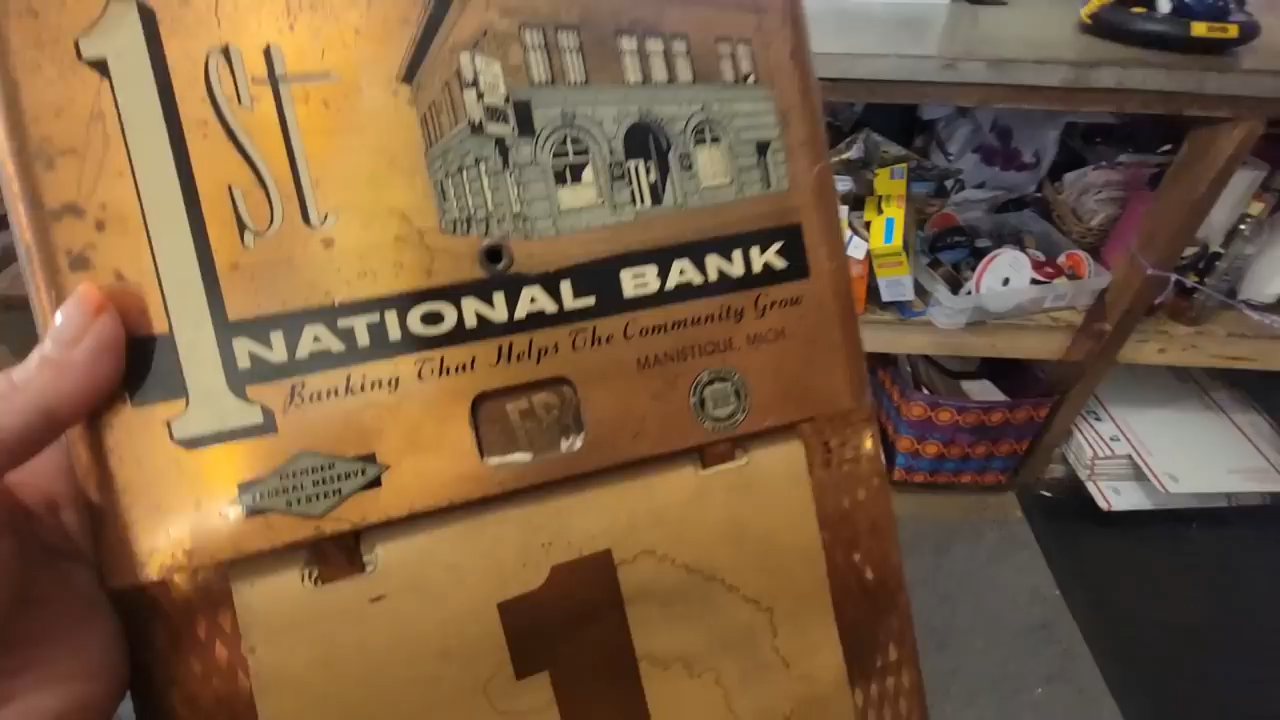 1st
NATIONAL BANK
Banking That Helps The Community Grow
MANISTIQUE, MICH.
MEMBER
FEDERAL RESERVE
SYSTEM
1